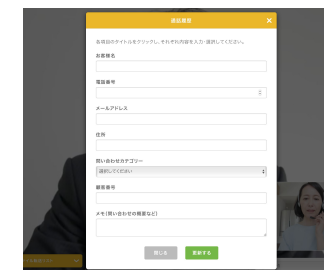 通話履歴
×
各項目のタイトルをクリックし、それぞれ内容を入力・選択してください。
お客様名
電話番号
メールアドレス
住所
問い合わせカテゴリー
選択してください
顧客番号
メモ(問い合わせの概要など)
閉じる
更新する